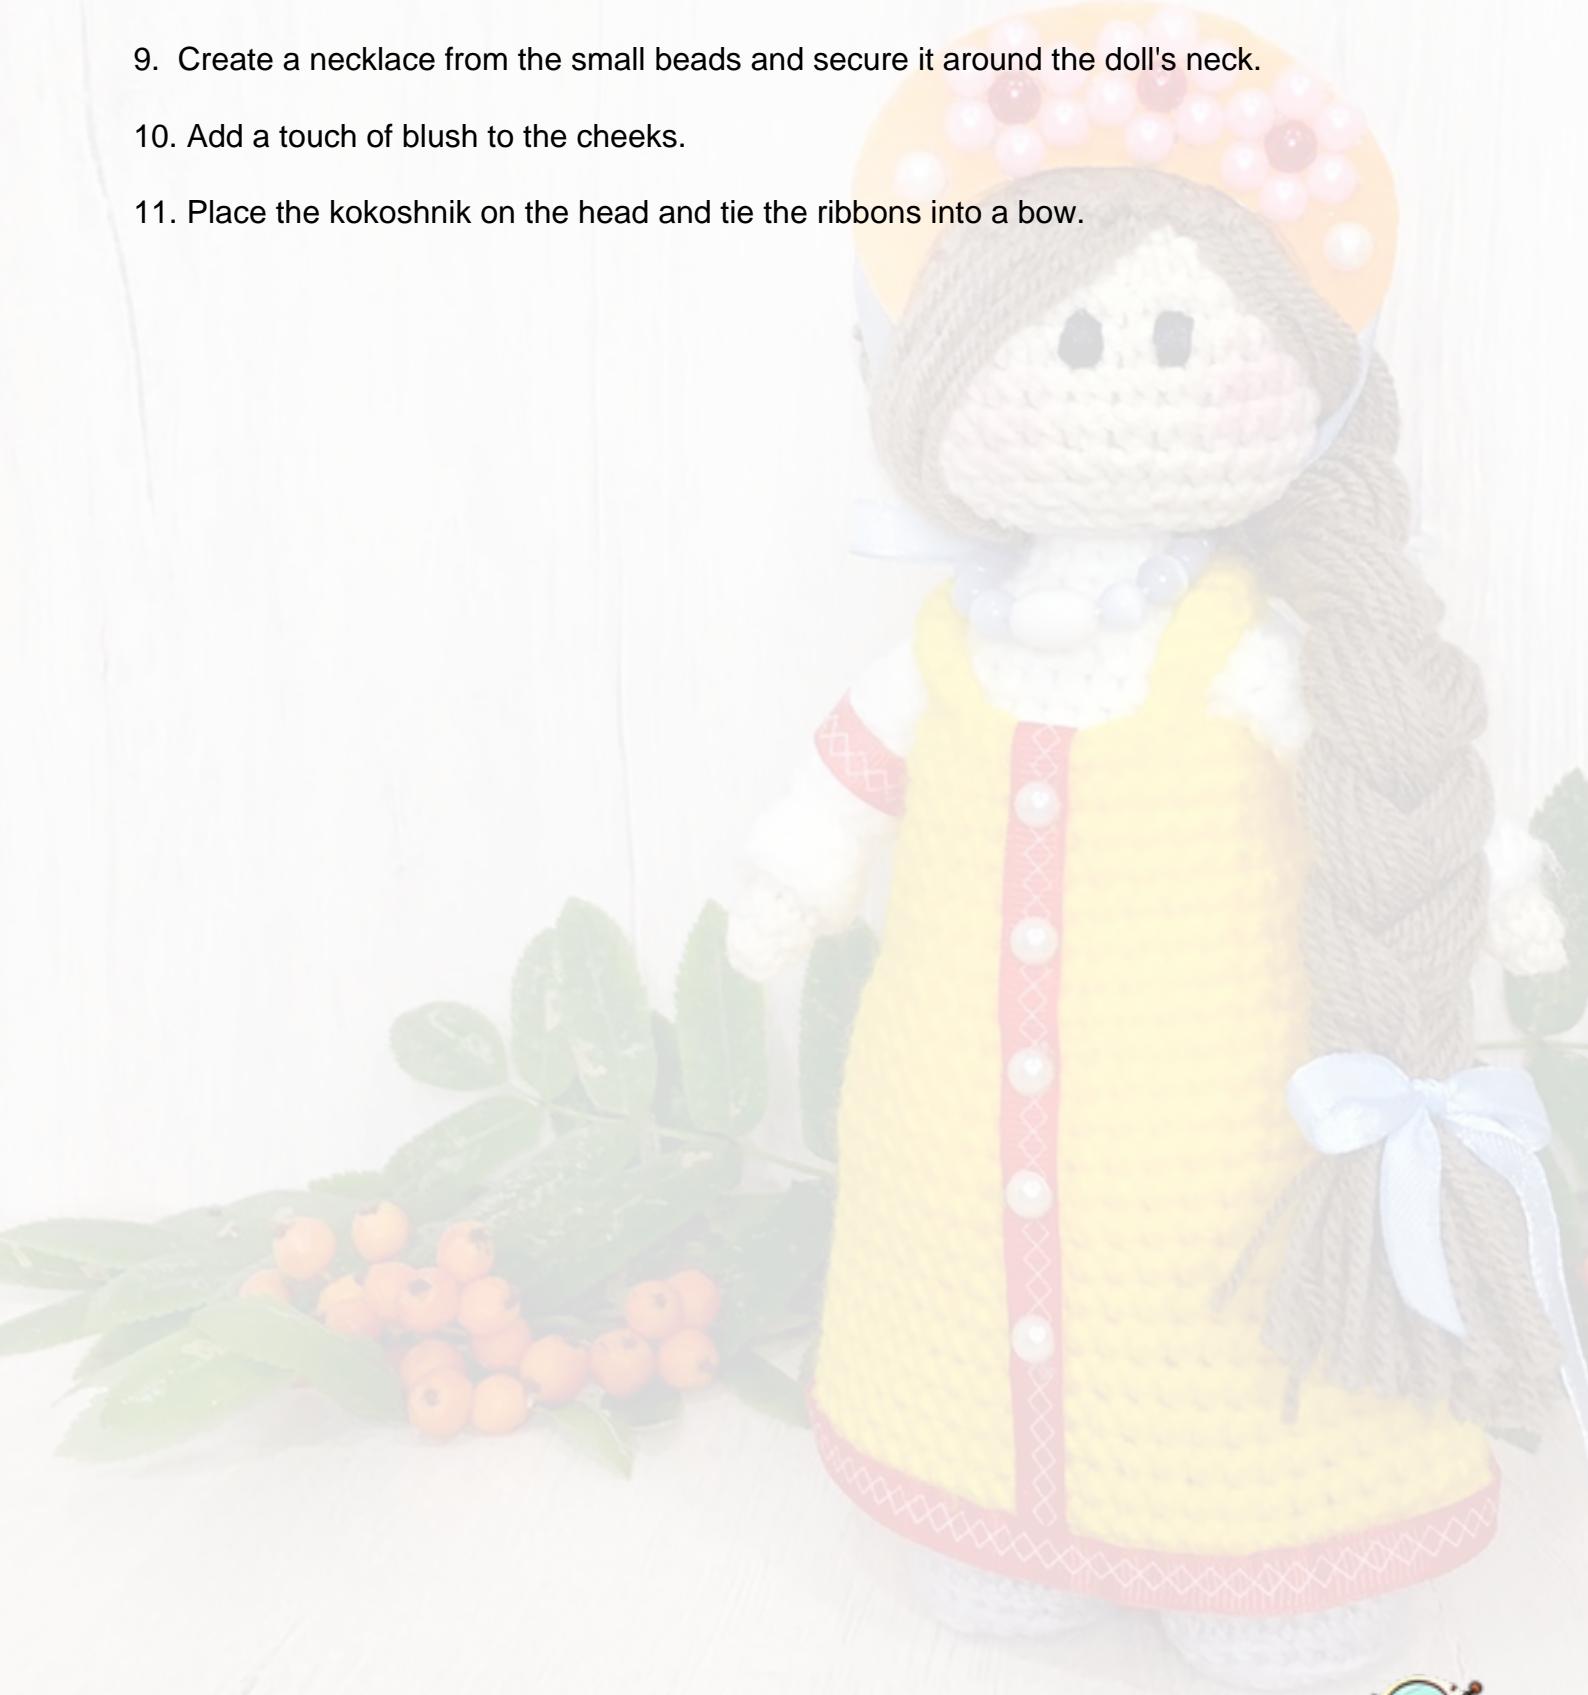 9. Create a necklace from the small beads and secure it around the doll's neck.
10. Add a touch of blush to the cheeks.
11. Place the kokoshnik on the head and tie the ribbons into a bow.